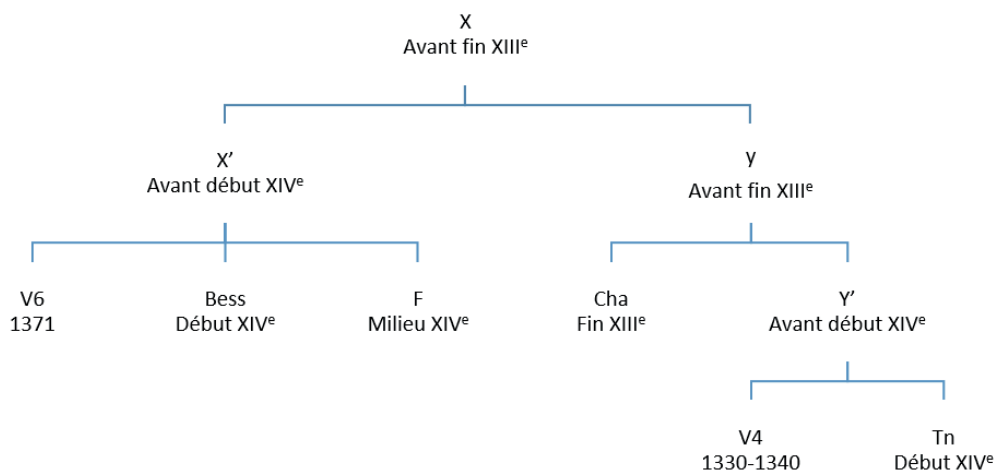 X
Avant fin XIIIᵉ
X’
Avant début XIVᵉ
y
Avant fin XIIIᵉ
V6
1371
Bess
Début XIVᵉ
F
Milieu XIVᵉ
Cha
Fin XIIIᵉ
Y’
Avant début XIVᵉ
V4
1330-1340
Tn
Début XIVᵉ